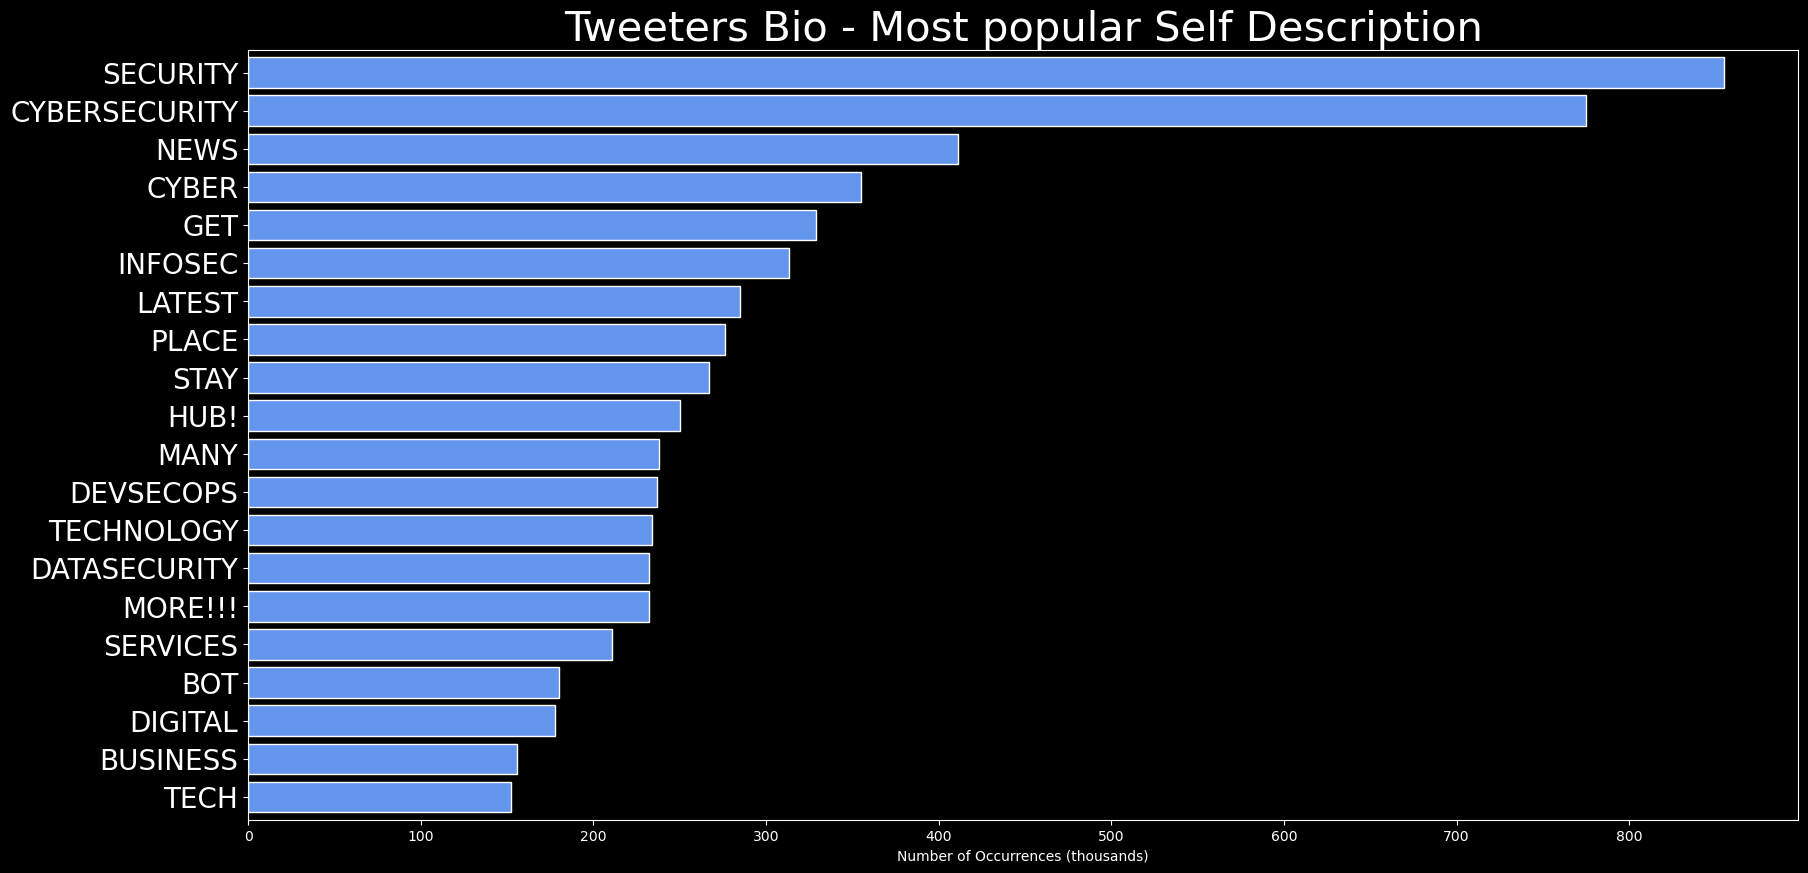 Tweeters Bio - Most popular Self Description
SECURITY
CYBERSECURITY
NEWS
CYBER
GET
INFOSEC
LATEST
PLACE
STAY
HUB!
MANY
DEVSECOPS
TECHNOLOGY
DATASECURITY
MORE!!!
SERVICES
BOT
DIGITAL
BUSINESS
TECH
0 100 200 300 400 500 600 700 800
Number of Occurrences (thousands)